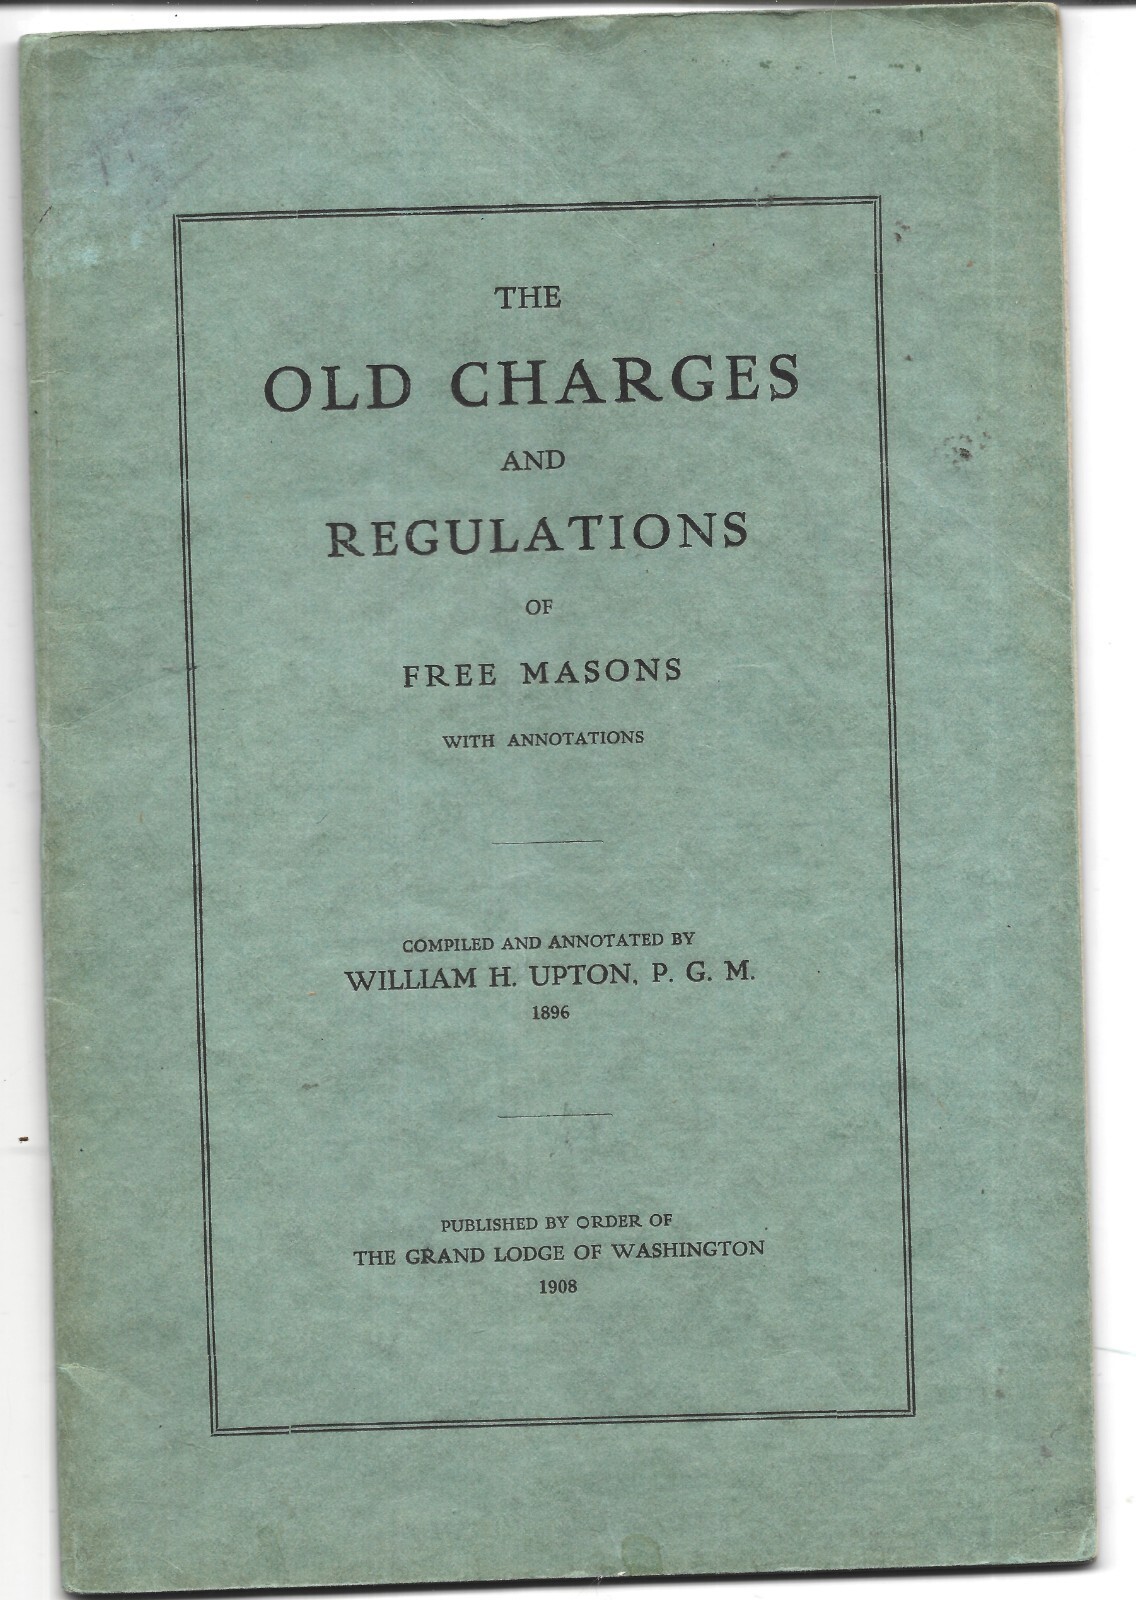 THE
OLD CHARGES
AND
REGULATIONS
OF
FREE MASONS
WITH ANNOTATIONS
COMPILED AND ANNOTATED BY
WILLIAM H. UPTON, P. G. M.
1896
PUBLISHED BY ORDER OF
THE GRAND LODGE OF WASHINGTON
1908